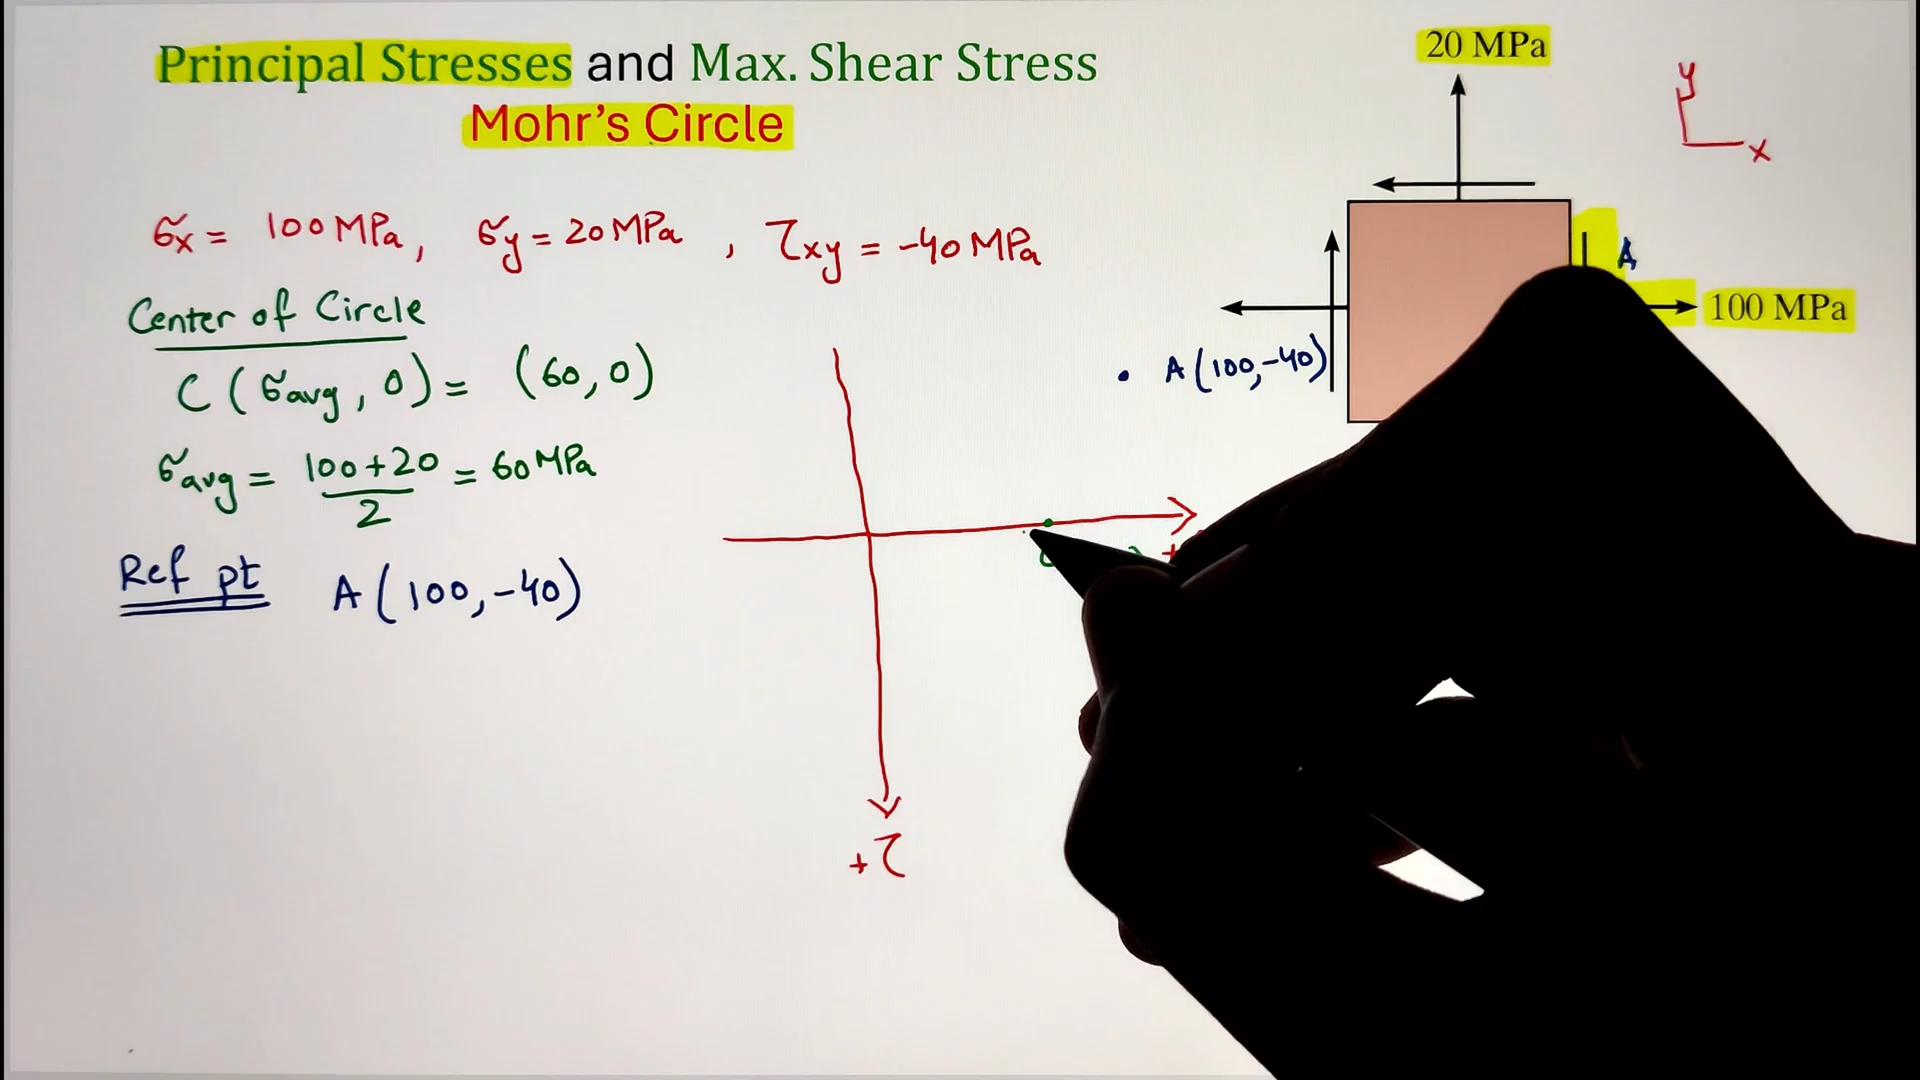 Principal Stresses and Max. Shear Stress
Mohr's Circle
20 MPa
y
x
σx = 100 MPa, σy = 20 MPa, τxy = -40 MPa
A
100 MPa
Center of Circle
C (σavg, 0) = (60, 0)
A (100, -40)
σavg = 100+20 / 2 = 60 MPa
Ref pt A (100, -40)
+τ